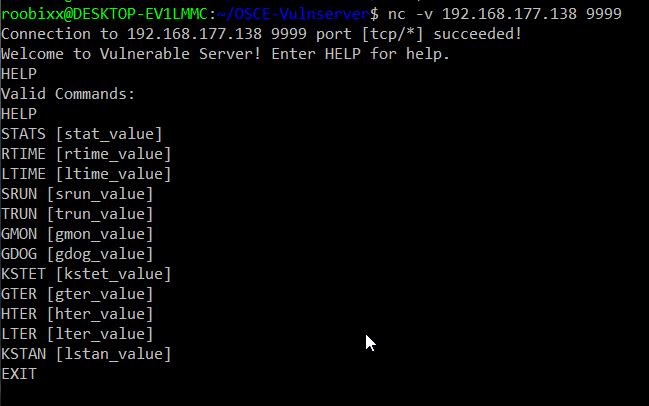 roobixx@DESKTOP-EV1LMMC:~/OSCE-Vulnserver$ nc -v 192.168.177.138 9999
Connection to 192.168.177.138 9999 port [tcp/*] succeeded!
Welcome to Vulnerable Server! Enter HELP for help.
HELP
Valid Commands:
HELP
STATS [stat_value]
RTIME [rtime_value]
LTIME [ltime_value]
SRUN [srun_value]
TRUN [trun_value]
GMON [gmon_value]
GDOG [gdog_value]
KSTET [kstet_value]
GTER [gter_value]
HTER [hter_value]
LTER [lter_value]
KSTAN [lstan_value]
EXIT